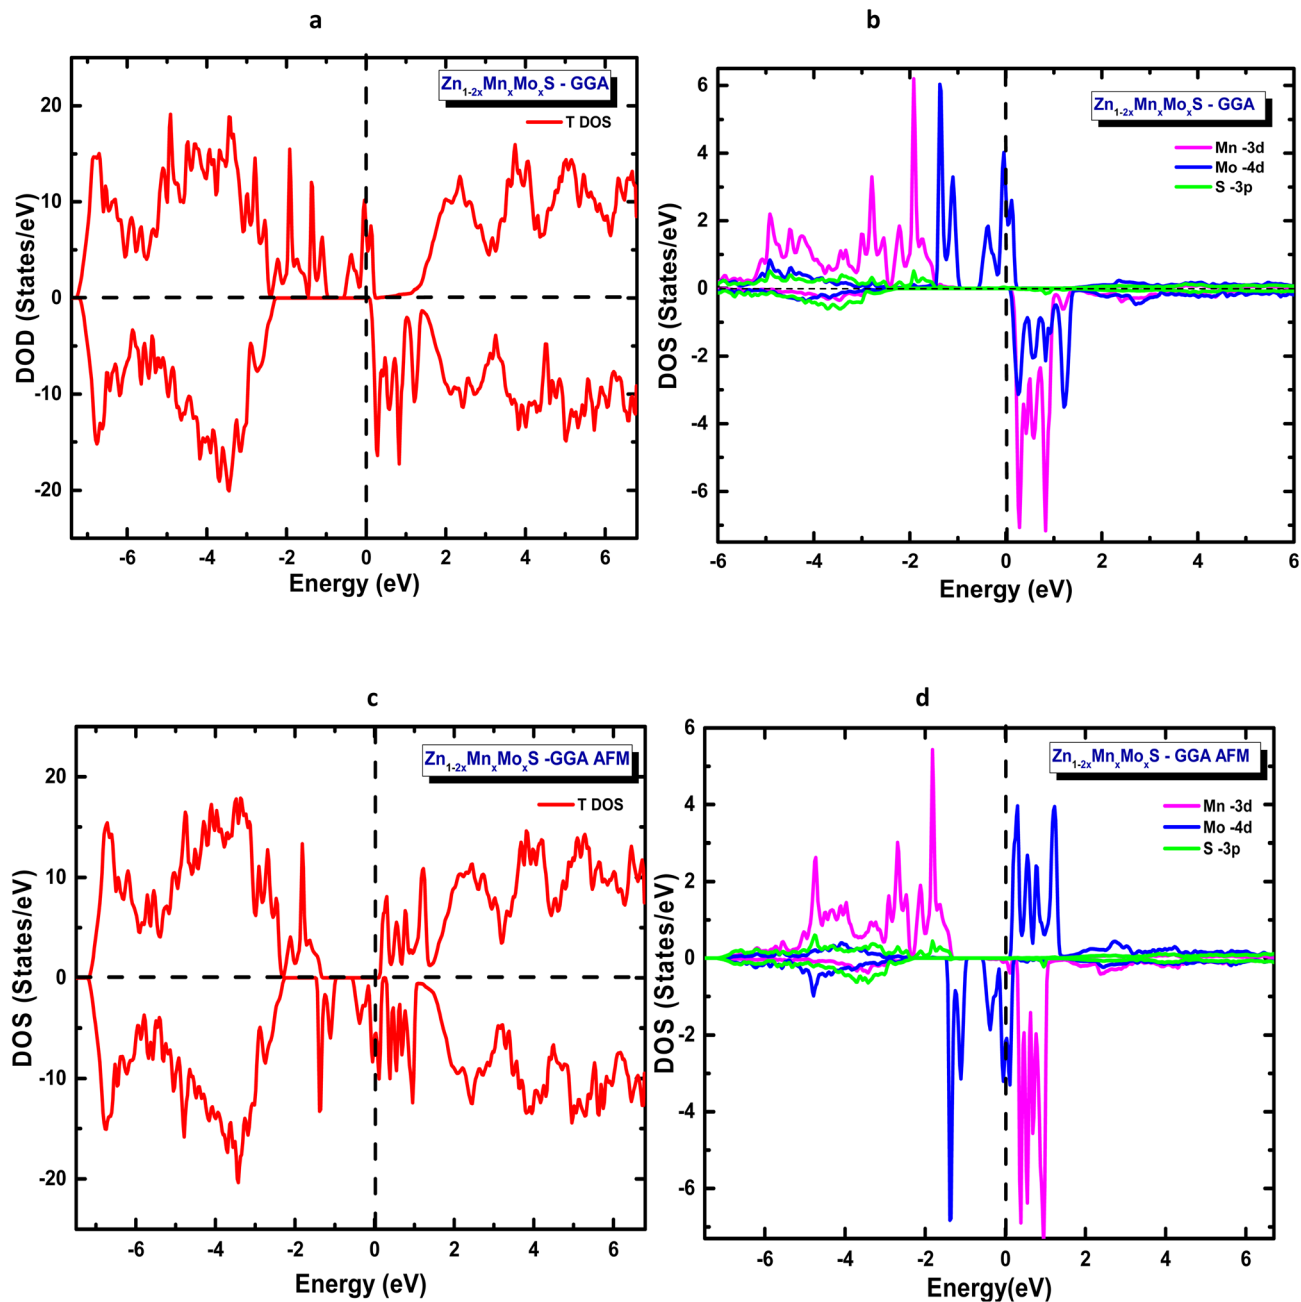 a
Zn1-2xMnxMoxS - GGA
T DOS
20
10
0
-10
-20
DOD (States/eV)
-6 -4 -2 0 2 4 6
Energy (eV)
b
Zn1-2xMnxMoxS - GGA
Mn -3d
Mo -4d
S -3p
6
4
2
0
-2
-4
-6
DOS (States/eV)
-6 -4 -2 0 2 4 6
Energy (eV)
c
Zn1-2xMnxMoxS -GGA AFM
T DOS
20
10
0
-10
-20
DOS (States/eV)
-6 -4 -2 0 2 4 6
Energy (eV)
d
Zn1-2xMnxMoxS - GGA AFM
Mn -3d
Mo -4d
S -3p
6
4
2
0
-2
-4
-6
DOS (States/eV)
-6 -4 -2 0 2 4 6
Energy(eV)